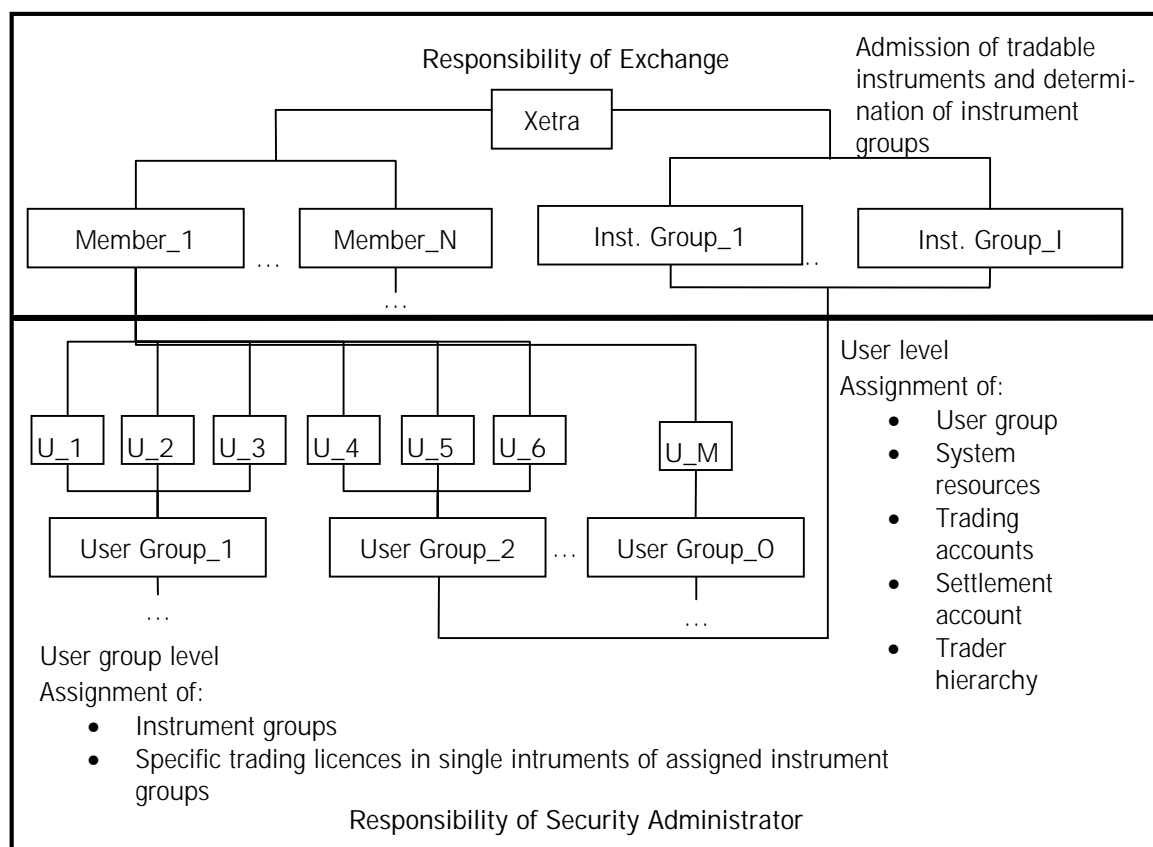 Responsibility of Exchange
Admission of tradable
instruments and determi-
nation of instrument
groups
Xetra
Member_1
...
Member_N
...
Inst. Group_1
..
Inst. Group_I
User level
Assignment of:
• User group
• System
resources
• Trading
accounts
• Settlement
account
• Trader
hierarchy
U_1
U_2
U_3
U_4
U_5
U_6
U_M
User Group_1
...
User Group_2
...
User Group_O
...
User group level
Assignment of:
• Instrument groups
• Specific trading licences in single intruments of assigned instrument
groups
Responsibility of Security Administrator